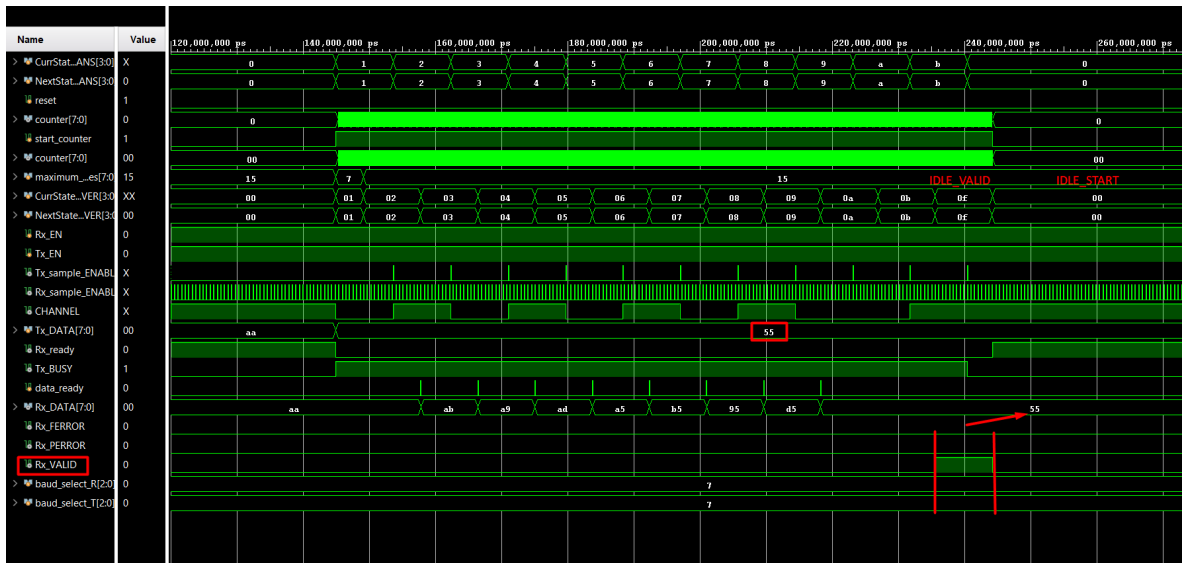 Name Value 120,000,000 ps 140,000,000 ps 160,000,000 ps 180,000,000 ps 200,000,000 ps 220,000,000 ps 240,000,000 ps 260,000,000 ps
CurrStat...ANS[3:0] X 0 1 2 3 4 5 6 7 8 9 a b 0
NextStat...ANS[3:0 0 0 1 2 3 4 5 6 7 8 9 a b 0
reset 1
counter[7:0] 0 0 0
start_counter 1
counter[7:0] 00 00 00
maximum_...es[7:0 15 15 7 15 IDLE_VALID IDLE_START
CurrState...VER[3:0 XX 00 01 02 03 04 05 06 07 08 09 0a 0b 0f 00
NextState...VER[3:0 00 00 01 02 03 04 05 06 07 08 09 0a 0b 0f 00
Rx_EN 0
Tx_EN 0
Tx_sample_ENABL X
Rx_sample_ENABL X
CHANNEL X
Tx_DATA[7:0] 00 aa 55
Rx_ready 0
Tx_BUSY 1
data_ready 0
Rx_DATA[7:0] 00 aa ab a9 ad a5 b5 95 d5 55
Rx_FERROR 0
Rx_PERROR 0
Rx_VALID 0
baud_select_R[2:0] 0 7
baud_select_T[2:0] 0 7